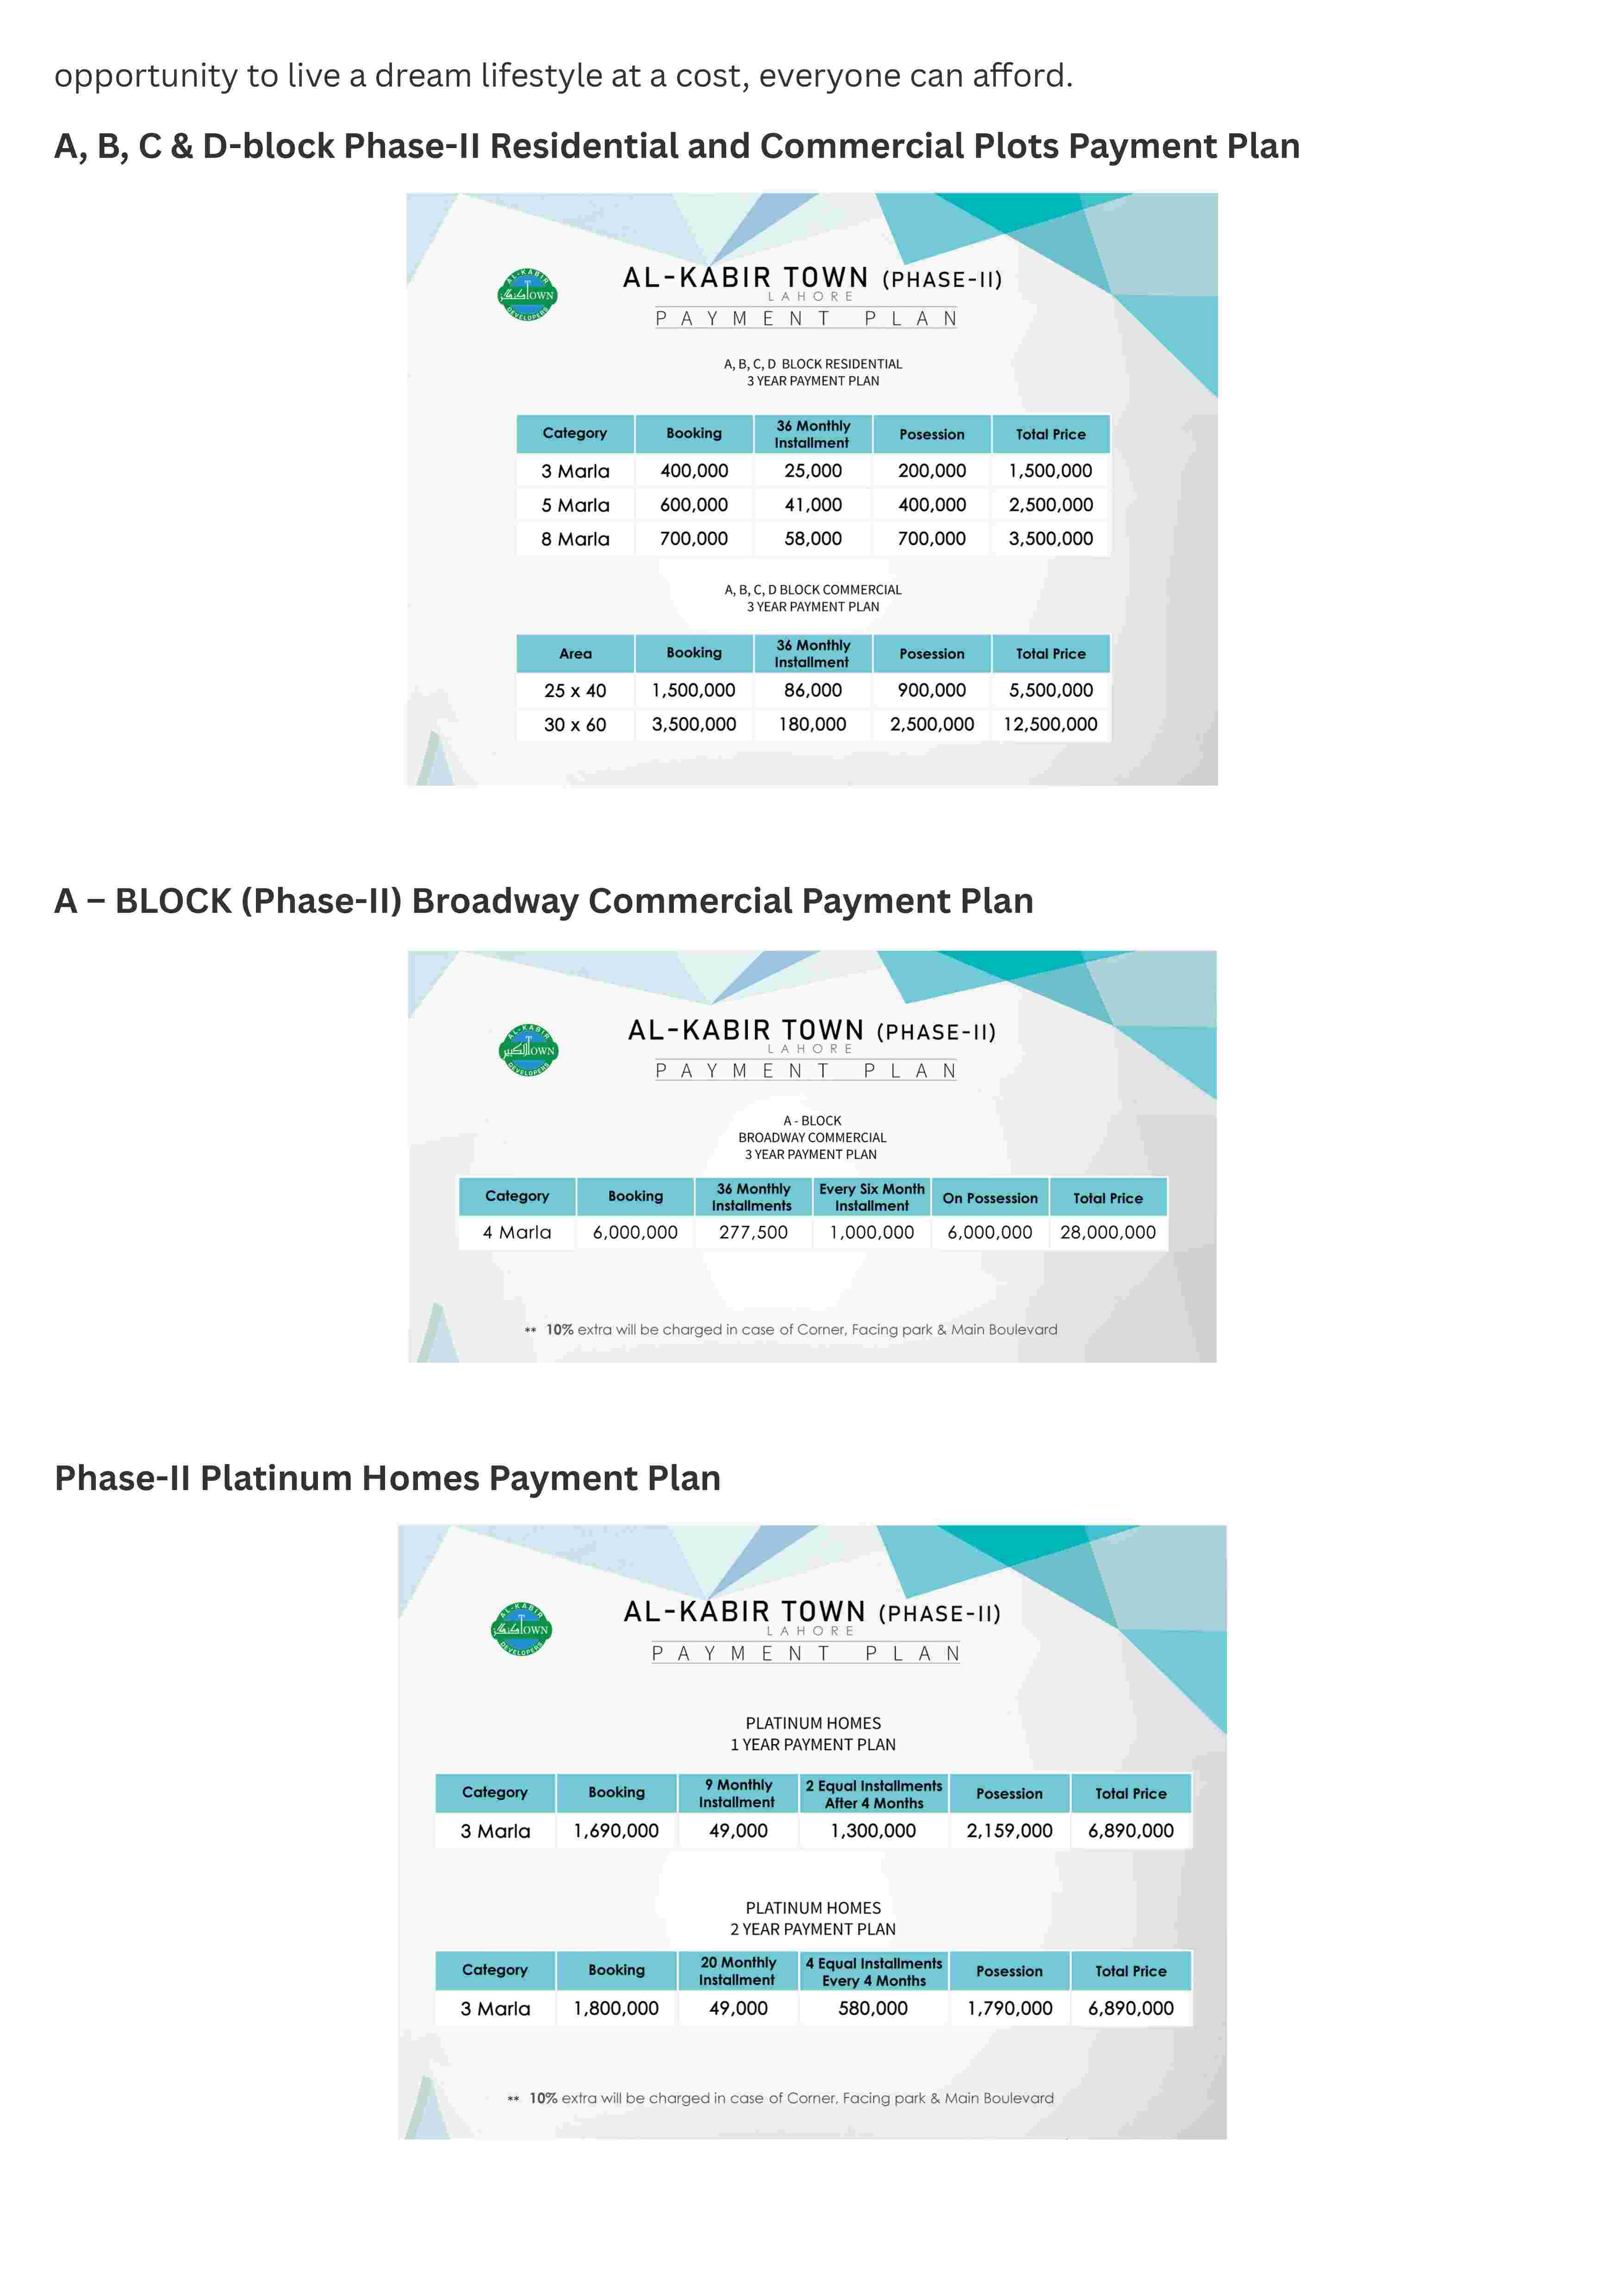 opportunity to live a dream lifestyle at a cost, everyone can afford.
A, B, C & D-block Phase-II Residential and Commercial Plots Payment Plan
AL-KABIR
TOWN
DEVELOPERS
AL-KABIR TOWN (PHASE-II)
LAHORE
PAYMENT PLAN
A, B, C, D BLOCK RESIDENTIAL
3 YEAR PAYMENT PLAN
Category Booking 36 Monthly Installment Posession Total Price
3 Marla 400,000 25,000 200,000 1,500,000
5 Marla 600,000 41,000 400,000 2,500,000
8 Marla 700,000 58,000 700,000 3,500,000
A, B, C, D BLOCK COMMERCIAL
3 YEAR PAYMENT PLAN
Area Booking 36 Monthly Installment Posession Total Price
25 x 40 1,500,000 86,000 900,000 5,500,000
30 x 60 3,500,000 180,000 2,500,000 12,500,000
A – BLOCK (Phase-II) Broadway Commercial Payment Plan
AL-KABIR
الكبير TOWN
DEVELOPERS
AL-KABIR TOWN (PHASE-II)
LAHORE
PAYMENT PLAN
A - BLOCK
BROADWAY COMMERCIAL
3 YEAR PAYMENT PLAN
Category Booking 36 Monthly Installments Every Six Month Installment On Possession Total Price
4 Marla 6,000,000 277,500 1,000,000 6,000,000 28,000,000
** 10% extra will be charged in case of Corner, Facing park & Main Boulevard
Phase-II Platinum Homes Payment Plan
AL-KABIR
TOWN
DEVELOPERS
AL-KABIR TOWN (PHASE-II)
LAHORE
PAYMENT PLAN
PLATINUM HOMES
1 YEAR PAYMENT PLAN
Category Booking 9 Monthly Installment 2 Equal Installments After 4 Months Posession Total Price
3 Marla 1,690,000 49,000 1,300,000 2,159,000 6,890,000
PLATINUM HOMES
2 YEAR PAYMENT PLAN
Category Booking 20 Monthly Installment 4 Equal Installments Every 4 Months Posession Total Price
3 Marla 1,800,000 49,000 580,000 1,790,000 6,890,000
** 10% extra will be charged in case of Corner, Facing park & Main Boulevard